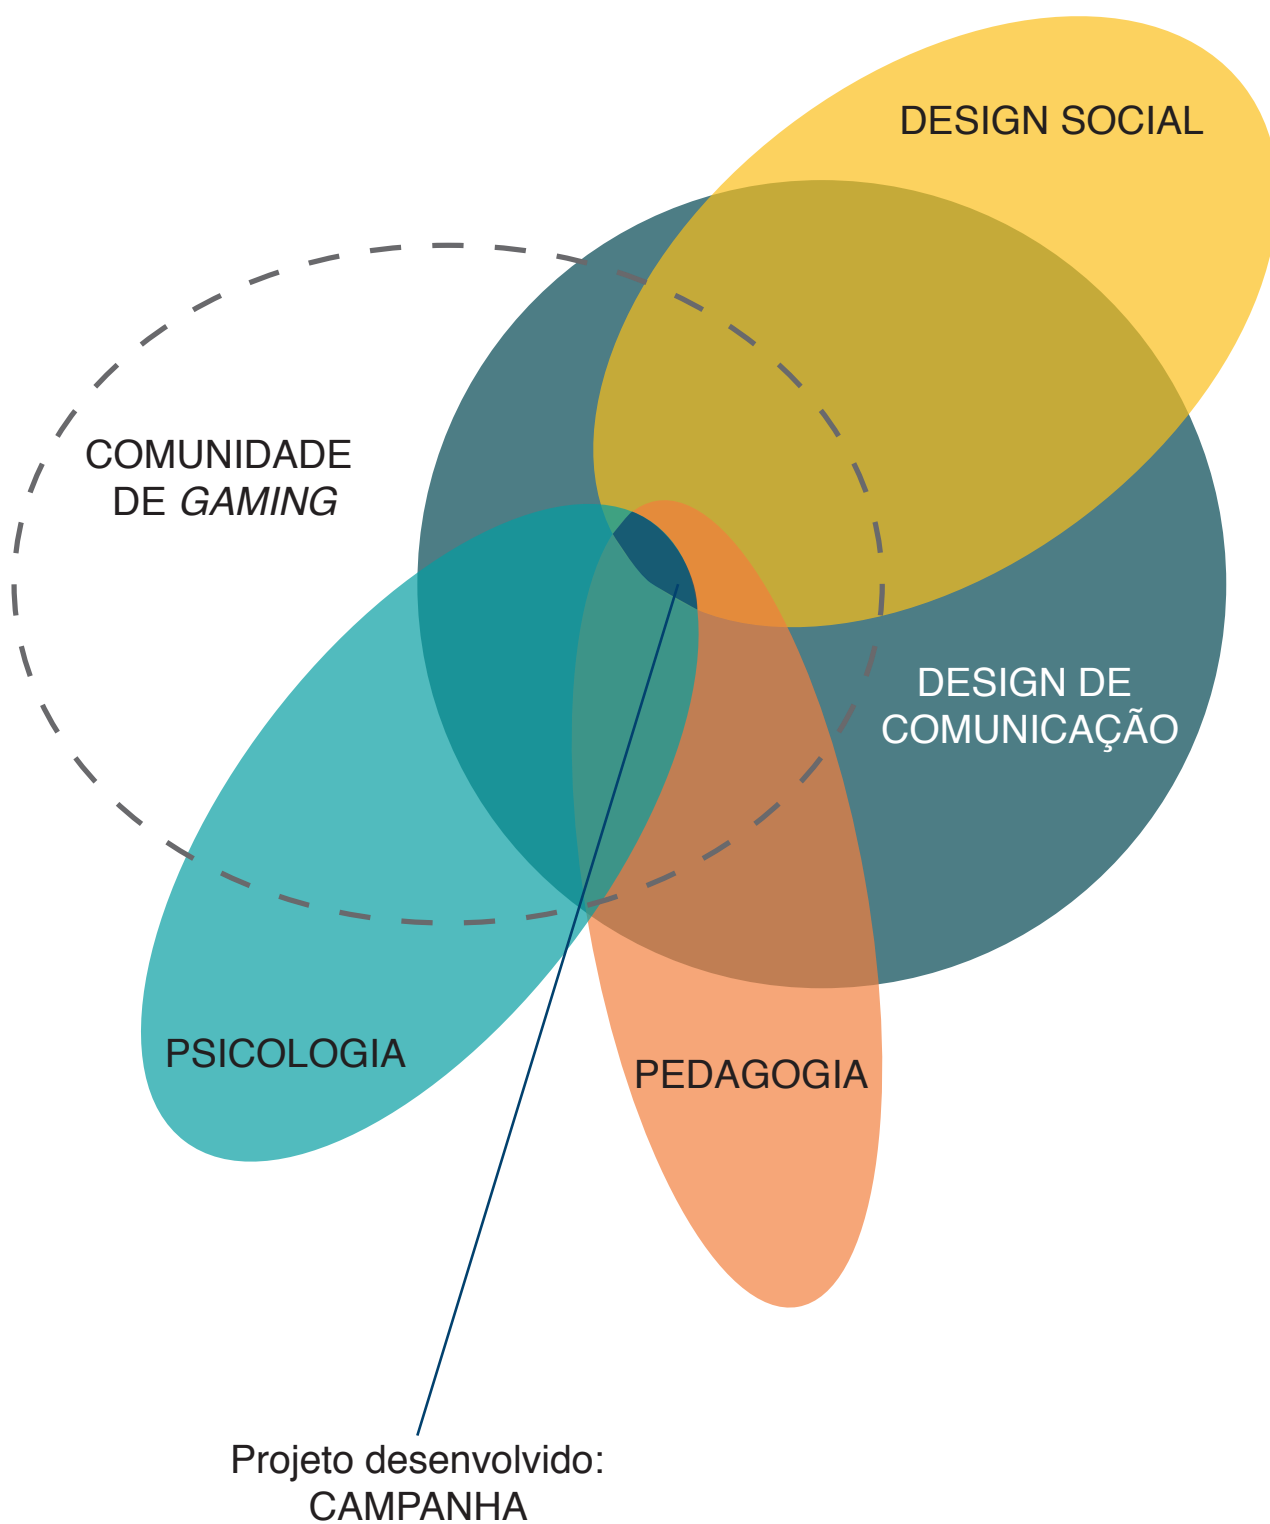 DESIGN SOCIAL
COMUNIDADE
DE GAMING
DESIGN DE
COMUNICAÇÃO
PSICOLOGIA
PEDAGOGIA
Projeto desenvolvido:
CAMPANHA